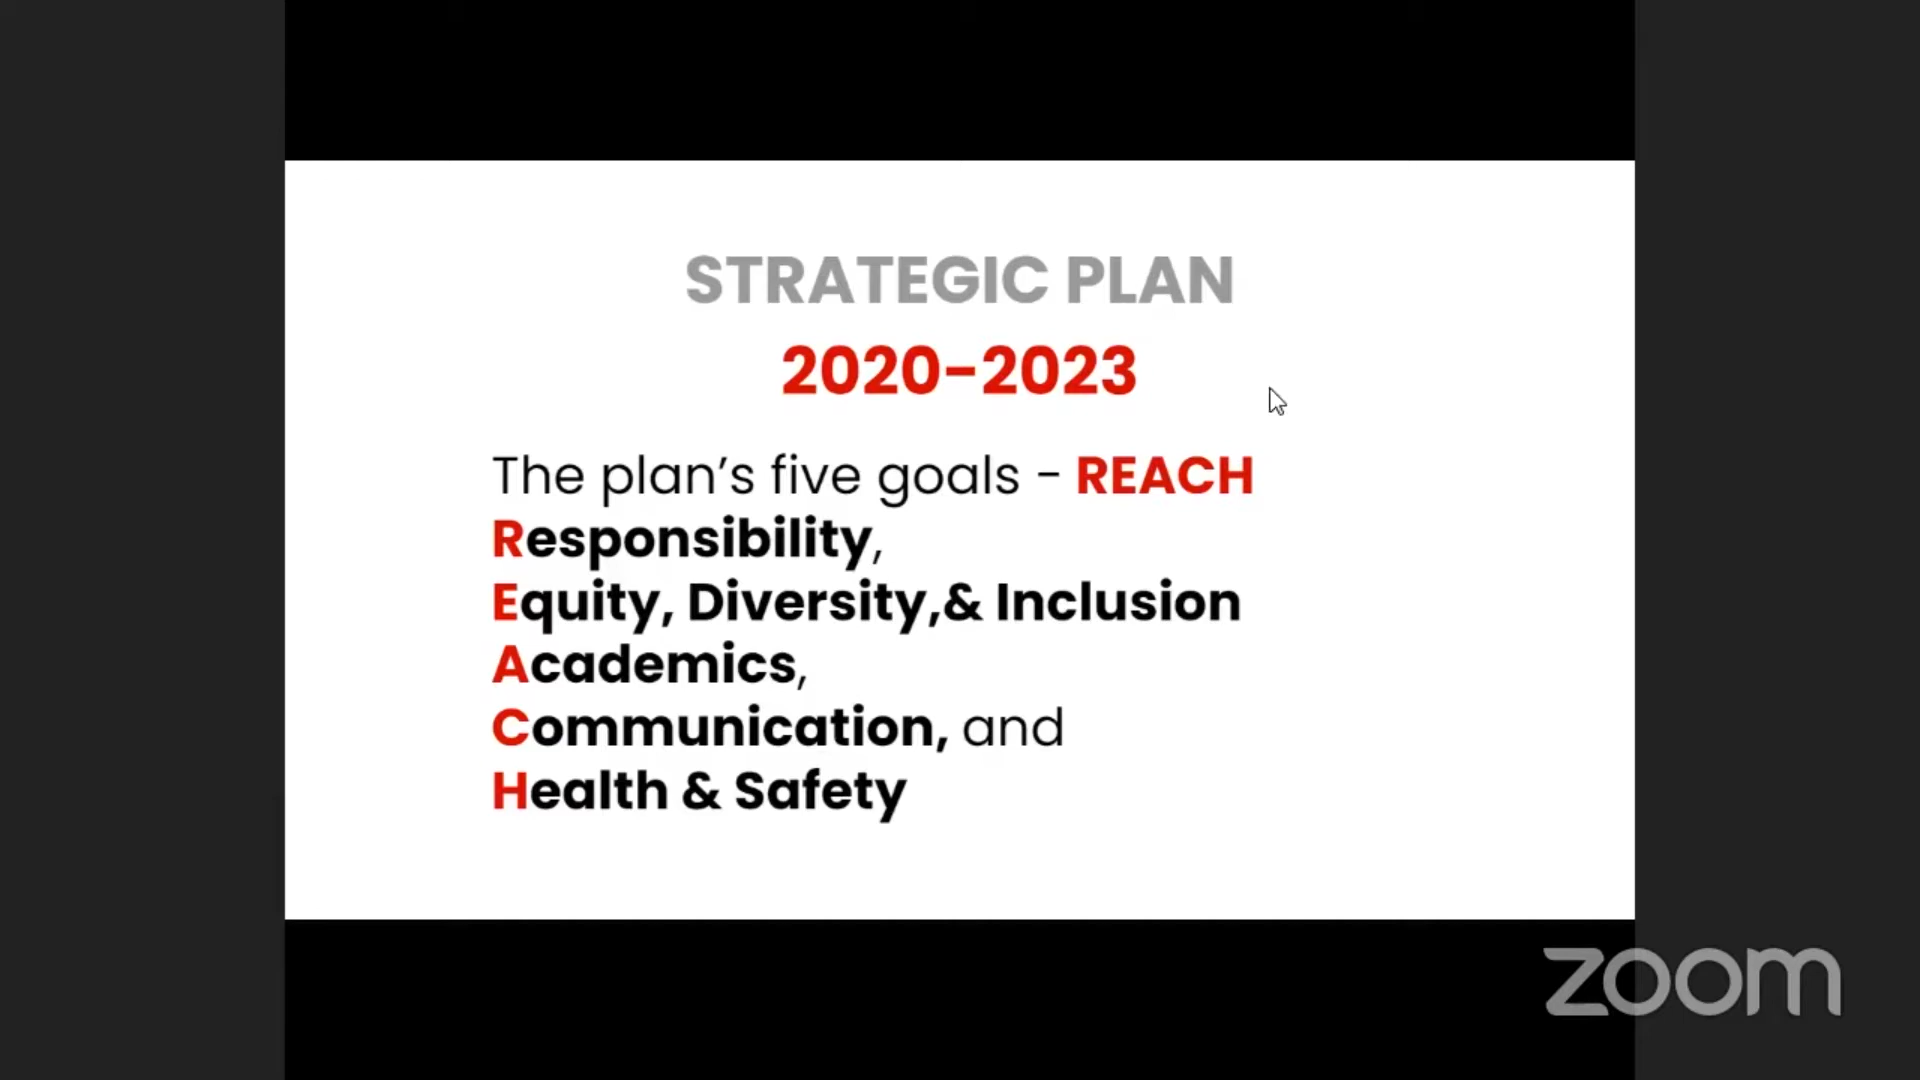 STRATEGIC PLAN
2020-2023
The plan’s five goals - REACH
Responsibility,
Equity, Diversity,& Inclusion
Academics,
Communication, and
Health & Safety
zoom